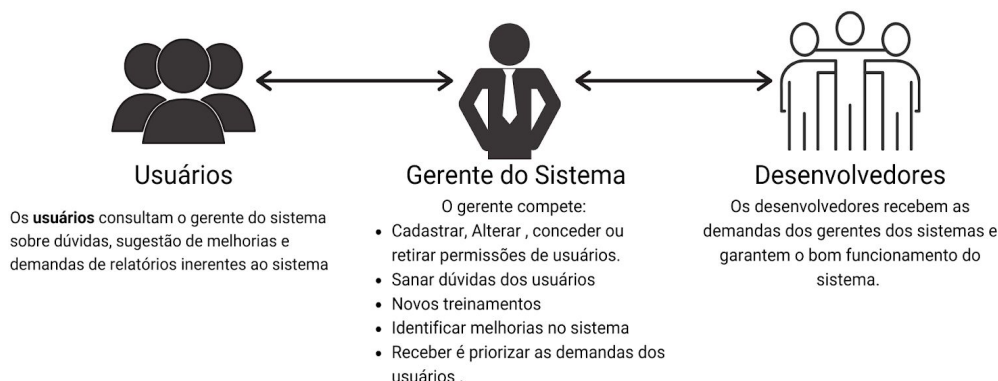 Usuários
Os usuários consultam o gerente do sistema
sobre dúvidas, sugestão de melhorias e
demandas de relatórios inerentes ao sistema
Gerente do Sistema
O gerente compete:
• Cadastrar, Alterar , conceder ou
retirar permissões de usuários.
• Sanar dúvidas dos usuários
• Novos treinamentos
• Identificar melhorias no sistema
• Receber é priorizar as demandas dos
usuários .
Desenvolvedores
Os desenvolvedores recebem as
demandas dos gerentes dos sistemas e
garantem o bom funcionamento do
sistema.